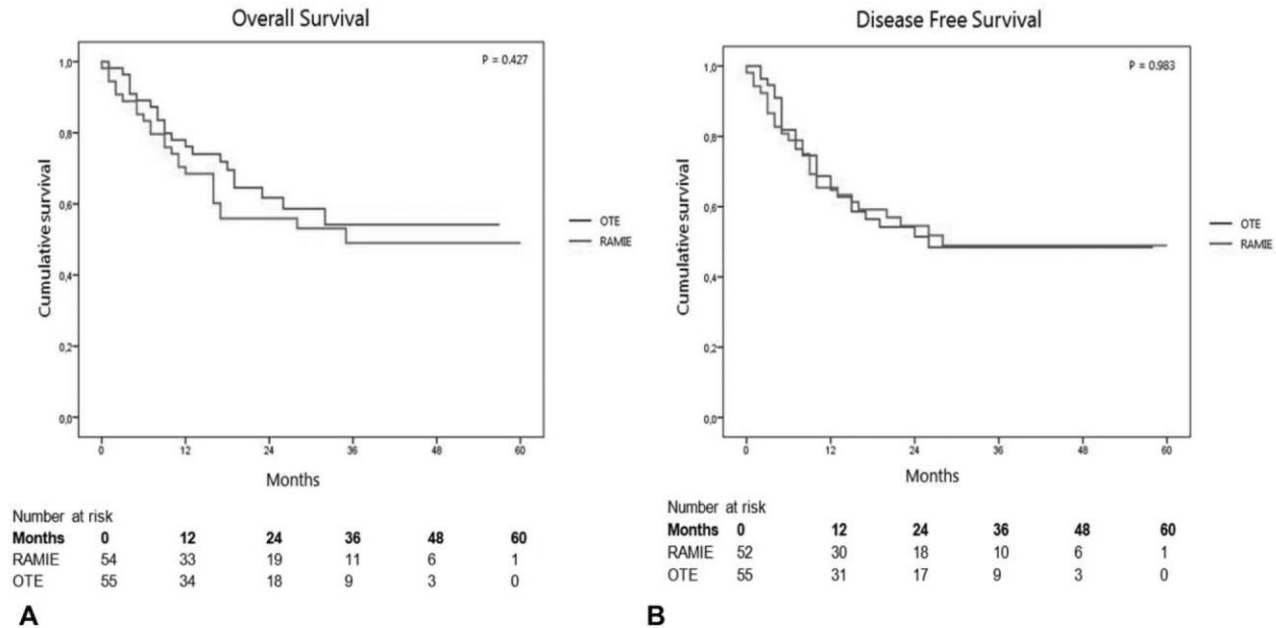 Overall Survival
P = 0.427
Cumulative survival
1,0
0,8
0,6
0,4
0,2
0,0
0 12 24 36 48 60
Months
OTE
RAMIE
Number at risk
Months 0 12 24 36 48 60
RAMIE 54 33 19 11 6 1
OTE 55 34 18 9 3 0
A
Disease Free Survival
P = 0.983
Cumulative survival
1,0
0,8
0,6
0,4
0,2
0,0
0 12 24 36 48 60
Months
OTE
RAMIE
Number at risk
Months 0 12 24 36 48 60
RAMIE 52 30 18 10 6 1
OTE 55 31 17 9 3 0
B